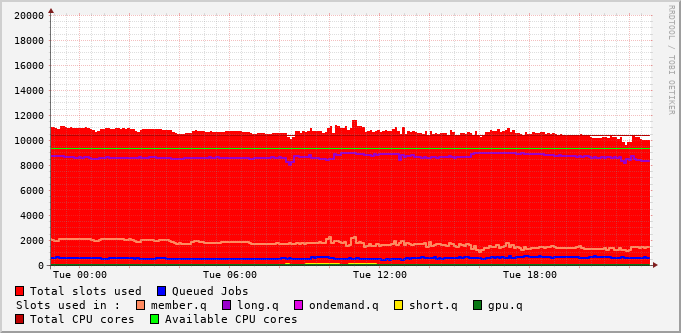 RRDTOOL / TOBI OETIKER
20000
18000
16000
14000
12000
10000
8000
6000
4000
2000
0
Tue 00:00 Tue 06:00 Tue 12:00 Tue 18:00
Total slots used Queued Jobs
Slots used in : member.q long.q ondemand.q short.q gpu.q
Total CPU cores Available CPU cores